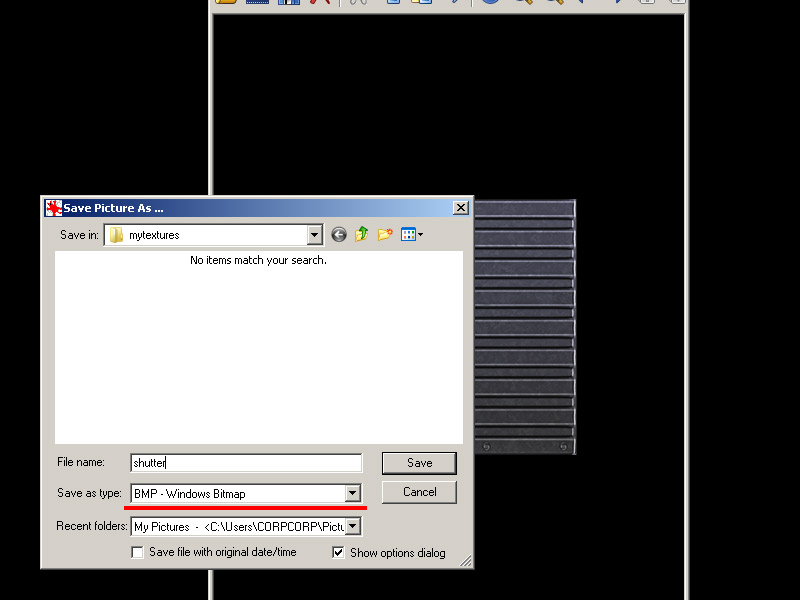 Save Picture As ...
Save in: mytextures
No items match your search.
File name: shutter
Save
Save as type: BMP - Windows Bitmap
Cancel
Recent folders: My Pictures - <C:\Users\CORPCORP\Pictu
Save file with original date/time
Show options dialog